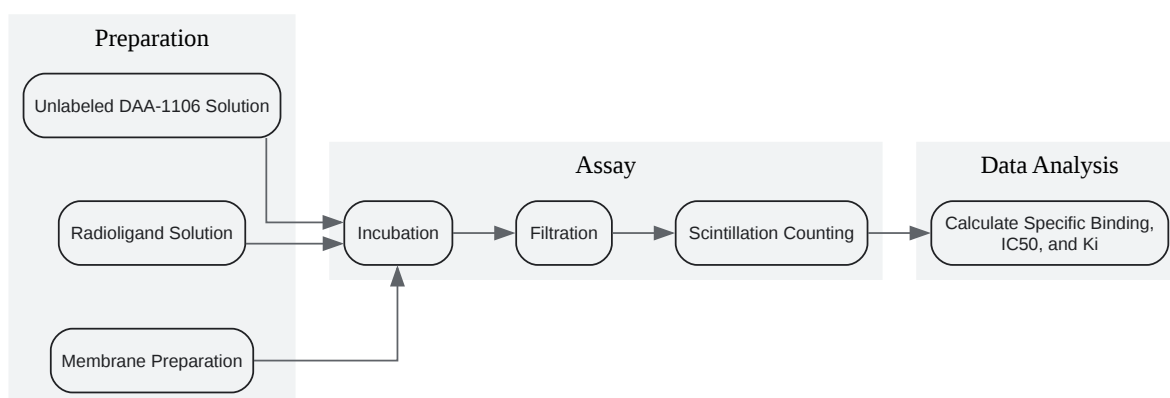 Preparation
Unlabeled DAA-1106 Solution
Radioligand Solution
Membrane Preparation
Assay
Incubation
Filtration
Scintillation Counting
Data Analysis
Calculate Specific Binding,
IC50, and Ki